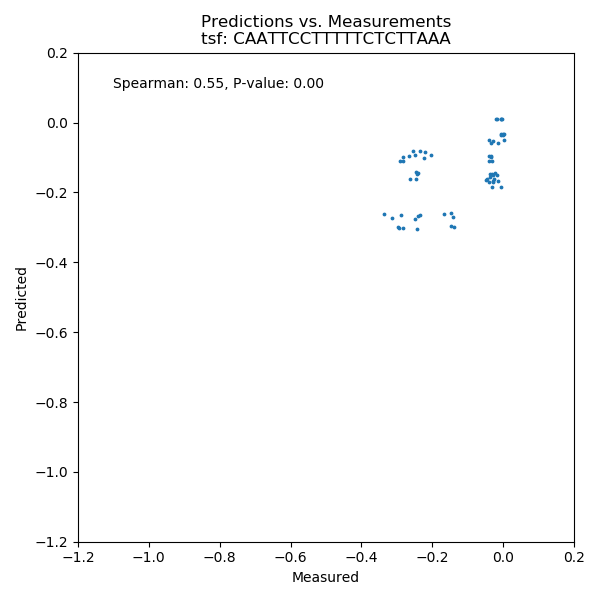 Predictions vs. Measurements
tsf: CAATTCCTTTTTCTCTTAAA
Spearman: 0.55, P-value: 0.00
0.2
0.0
−0.2
−0.4
−0.6
−0.8
−1.0
−1.2
Predicted
−1.2 −1.0 −0.8 −0.6 −0.4 −0.2 0.0 0.2
Measured